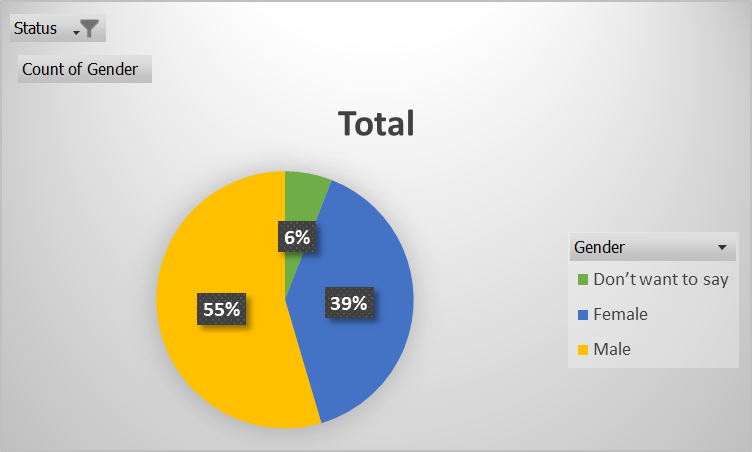 Status
Count of Gender
Total
6%
39%
55%
Gender
Don’t want to say
Female
Male